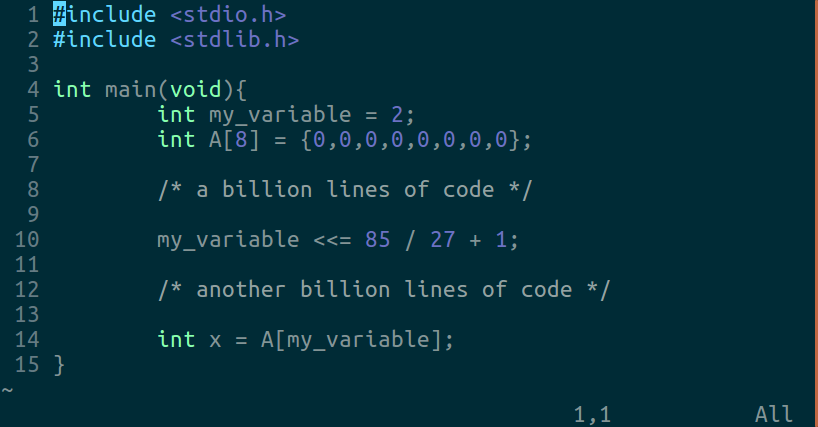 1 #include <stdio.h>
2 #include <stdlib.h>
3
4 int main(void){
5         int my_variable = 2;
6         int A[8] = {0,0,0,0,0,0,0,0};
7
8         /* a billion lines of code */
9
10         my_variable <<= 85 / 27 + 1;
11
12         /* another billion lines of code */
13
14         int x = A[my_variable];
15 }
~
1,1 All